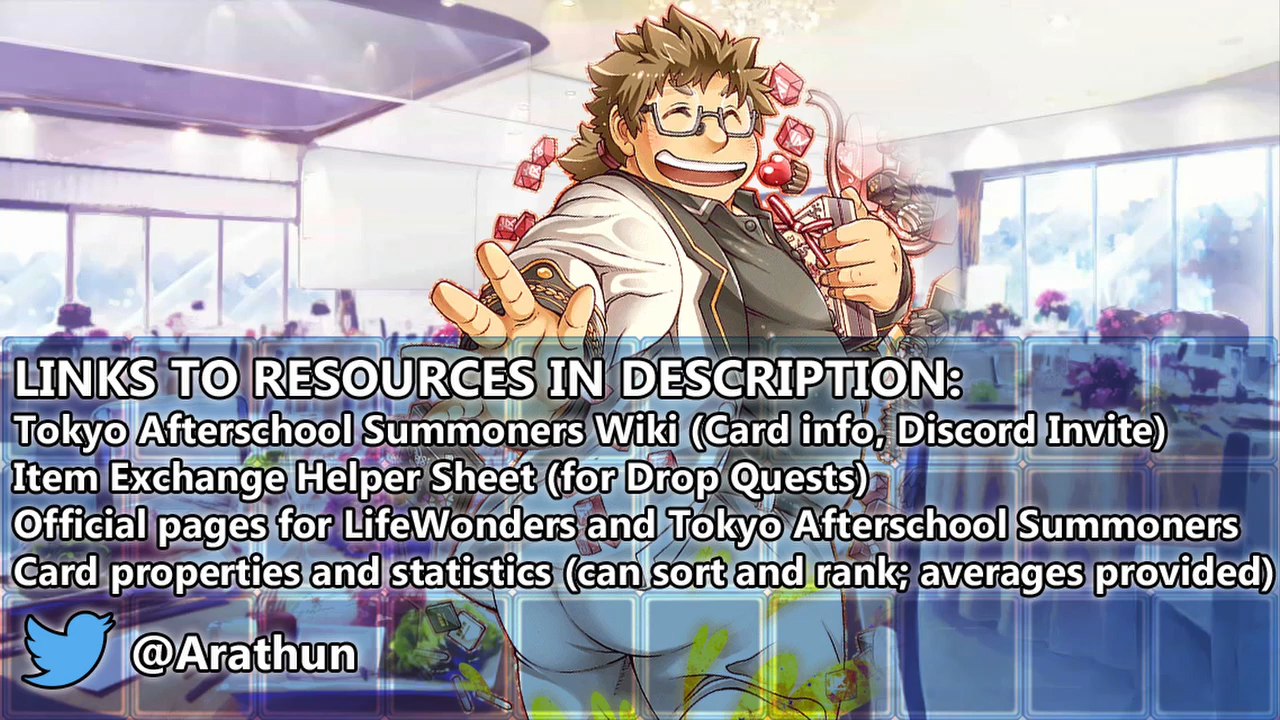 LINKS TO RESOURCES IN DESCRIPTION:
Tokyo Afterschool Summoners Wiki (Card info, Discord Invite)
Item Exchange Helper Sheet (for Drop Quests)
Official pages for LifeWonders and Tokyo Afterschool Summoners
Card properties and statistics (can sort and rank; averages provided)
@Arathun